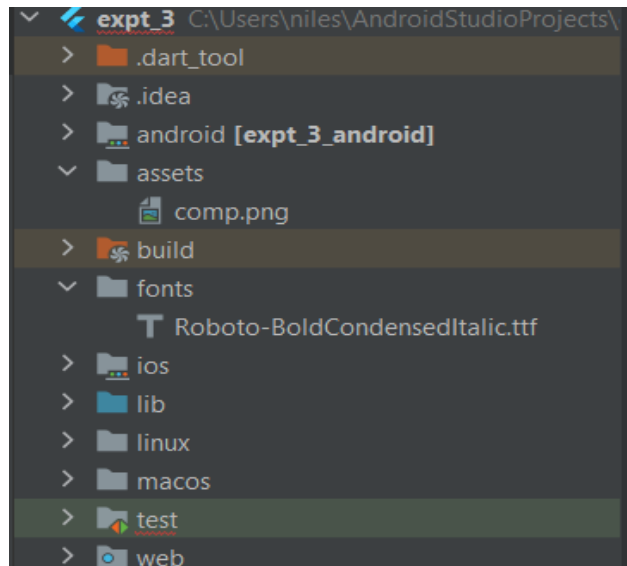 expt_3 C:\Users\niles\AndroidStudioProjects\
.dart_tool
.idea
android [expt_3_android]
assets
comp.png
build
fonts
Roboto-BoldCondensedItalic.ttf
ios
lib
linux
macos
test
web